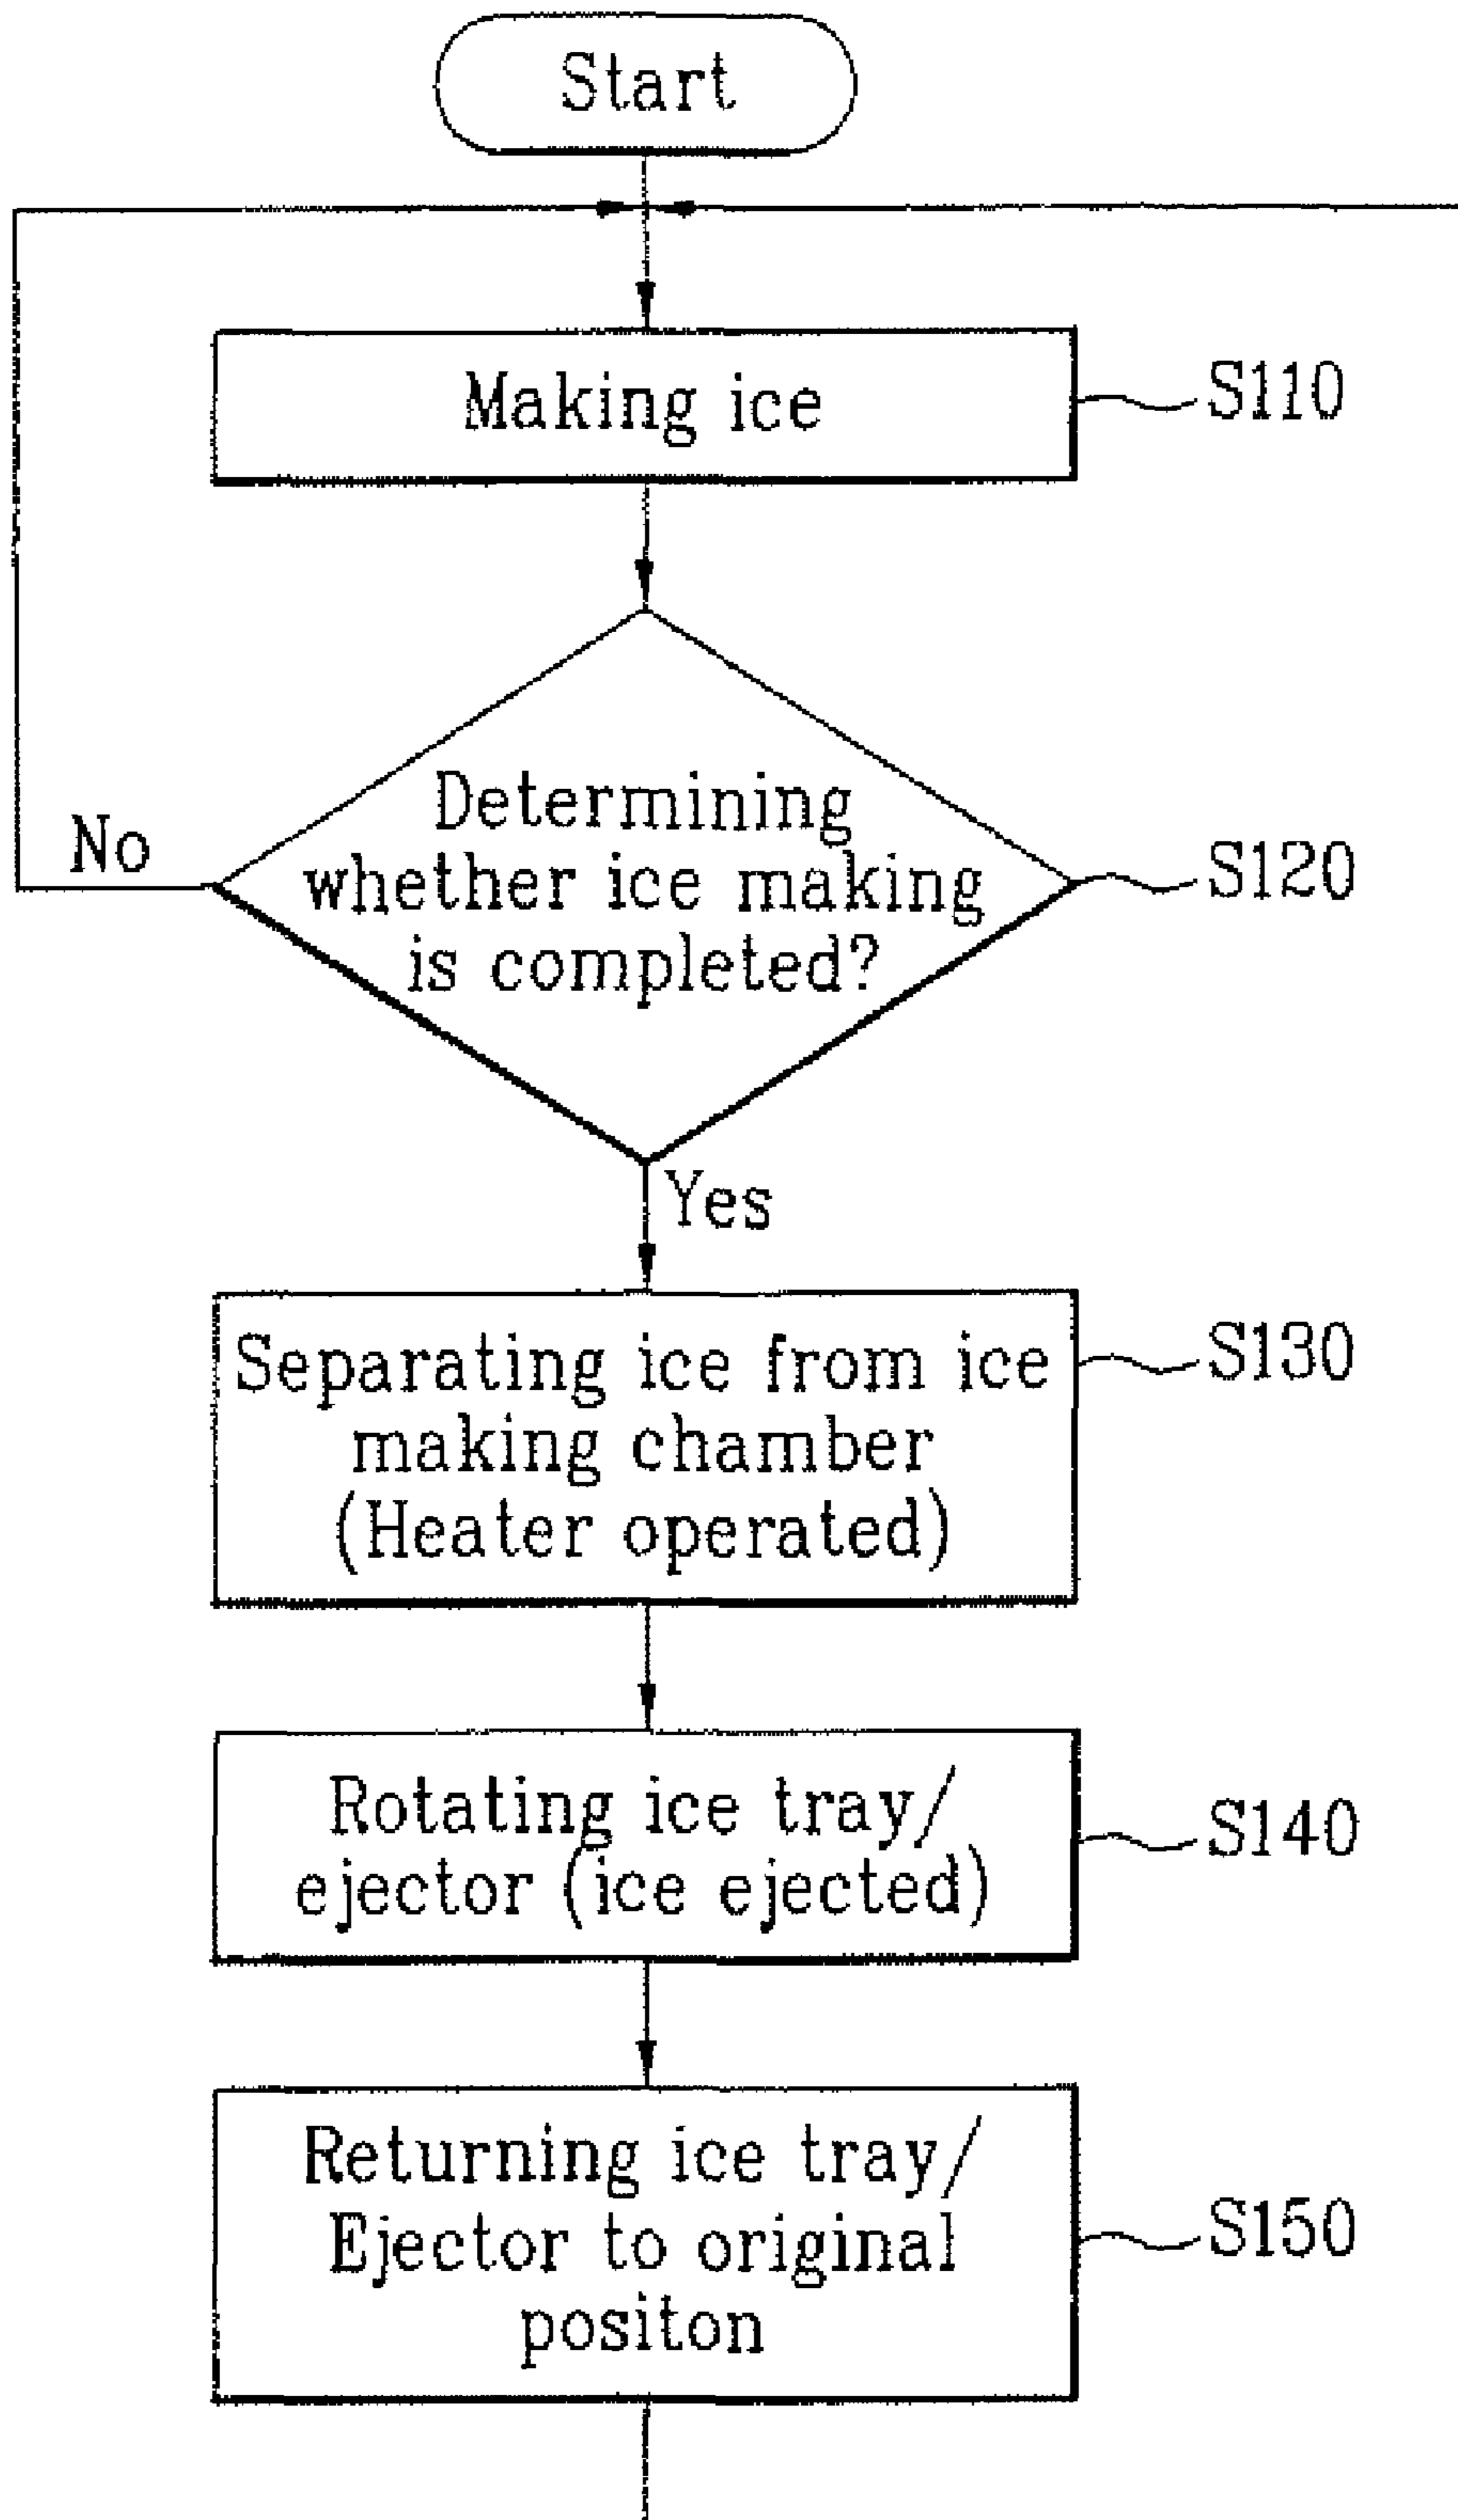 Start
Making ice
S110
Determining
whether ice making
is completed?
No
S120
Yes
Separating ice from ice
making chamber
(Heater operated)
S130
Rotating ice tray/
ejector (ice ejected)
S140
Returning ice tray/
Ejector to original
positon
S150